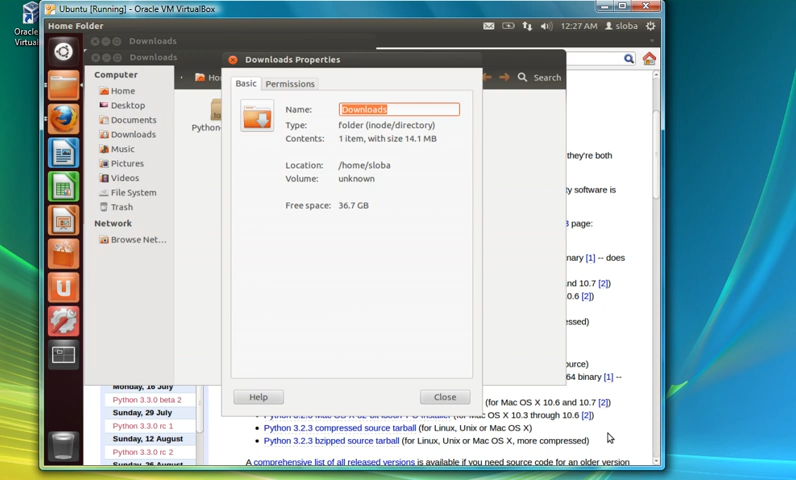 Ubuntu [Running] - Oracle VM VirtualBox
Oracle
Virtual
Home Folder
12:27 AM
sloba
Downloads
Downloads
Downloads Properties
Computer
Home
Desktop
Documents
Downloads
Music
Pictures
Videos
File System
Trash
Network
Browse Net...
Search
Python-
Basic
Permissions
Name:
Downloads
Type:
folder (inode/directory)
Contents:
1 item, with size 14.1 MB
Location:
/home/sloba
Volume:
unknown
Free space:
36.7 GB
Help
Close
they're both
ty software is
page:
inary [1] -- does
nd 10.7 [2])
0.6 [2])
essed)
ource)
64 binary [1] --
(for Mac OS X 10.6 and 10.7 [2])
(for Mac OS X 10.3 through 10.6 [2])
Python 3.2.3 compressed source tarball (for Linux, Unix or Mac OS X)
Python 3.2.3 bzipped source tarball (for Linux, Unix or Mac OS X, more compressed)
A comprehensive list of all released versions is available if you need source code for an older version
Monday, 16 July
Python 3.3.0 beta 2
Sunday, 29 July
Python 3.3.0 rc 1
Sunday, 12 August
Python 3.3.0 rc 2
Sunday, 26 August